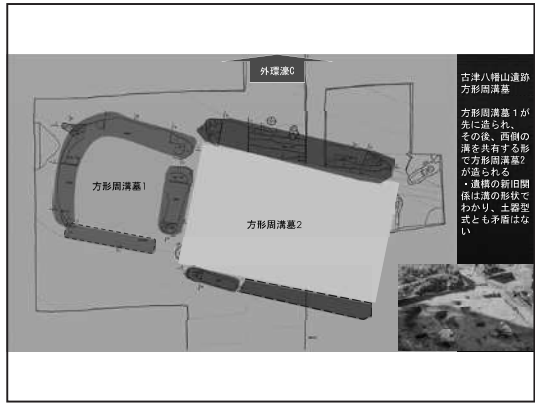 外環濠C
古津八幡山遺跡
方形周溝墓
方形周溝墓１が
先に造られ、
その後、西側の
溝を共有する形
で方形周溝墓2
が造られる
・遺構の新旧関
係は溝の形状で
わかり、土器型
式とも矛盾はな
い
方形周溝墓1
方形周溝墓2